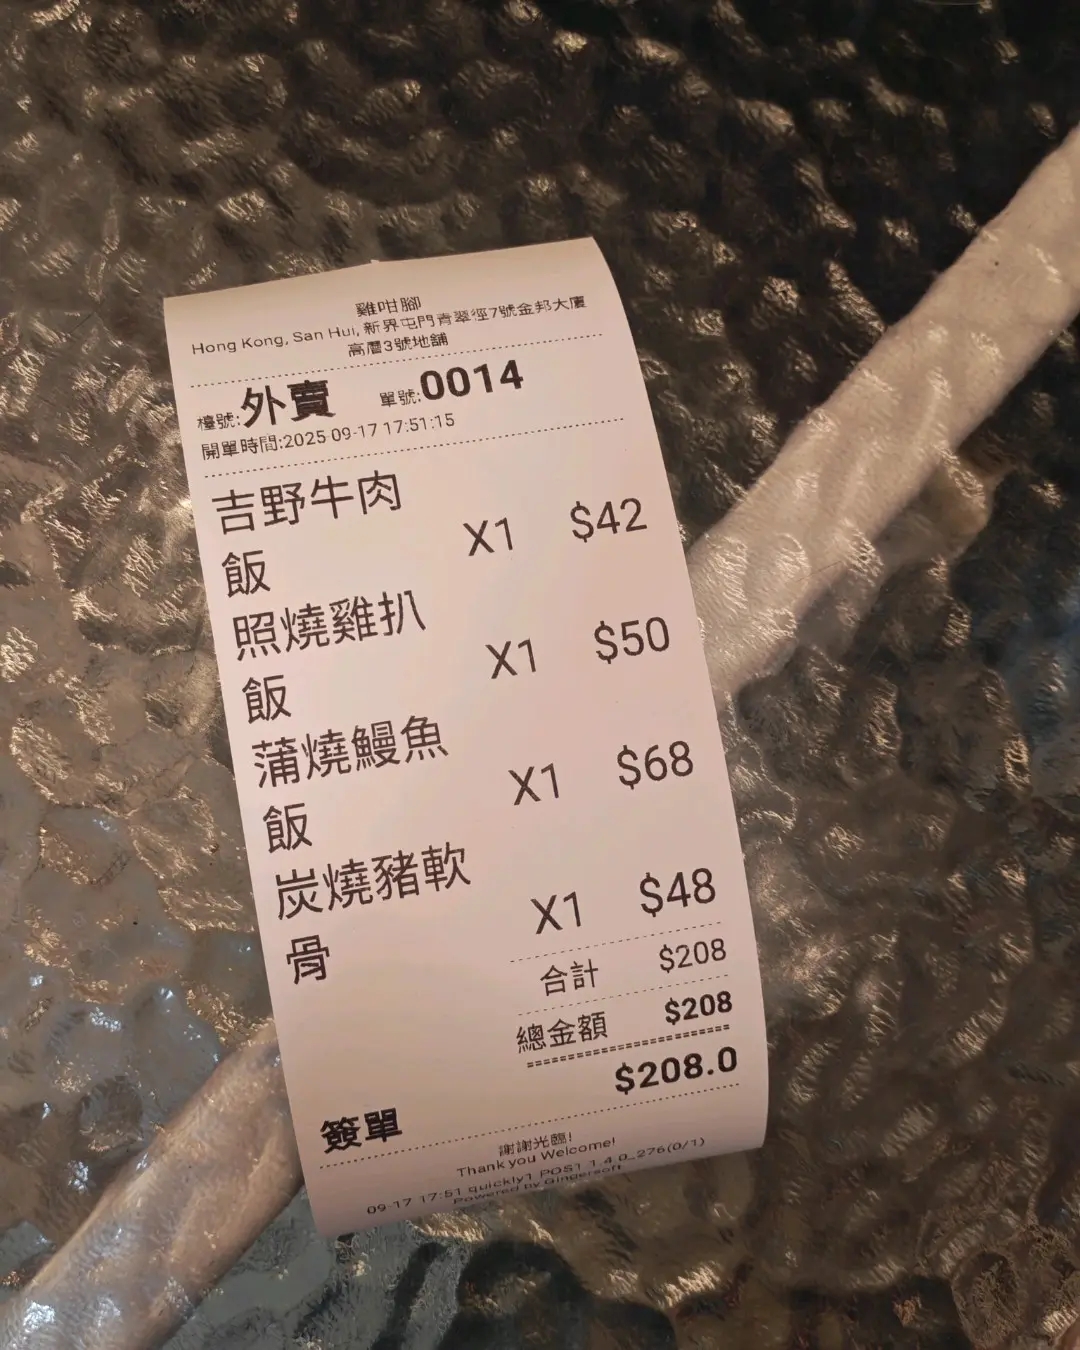 雞咁腳
Hong Kong, San Hui, 新界屯門青翠徑7號金邦大廈
高層3號地舖
檯號:外賣 單號:0014
開單時間:2025-09-17 17:51:15
吉野牛肉
飯 X1 $42
照燒雞扒
飯 X1 $50
蒲燒鰻魚
飯 X1 $68
炭燒豬軟
骨 X1 $48
合計 $208
總金額 $208
$208.0
簽單
謝謝光臨!
Thank you Welcome!
09-17 17:51 quickly1 POS1 1.4.0_276(0/1)
Powered by Gingersoft